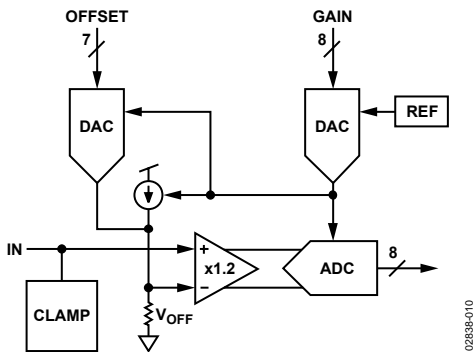 OFFSET
GAIN
7
8
DAC
DAC
REF
IN
+
x1.2
−
ADC
8
CLAMP
VOFF
02838-010